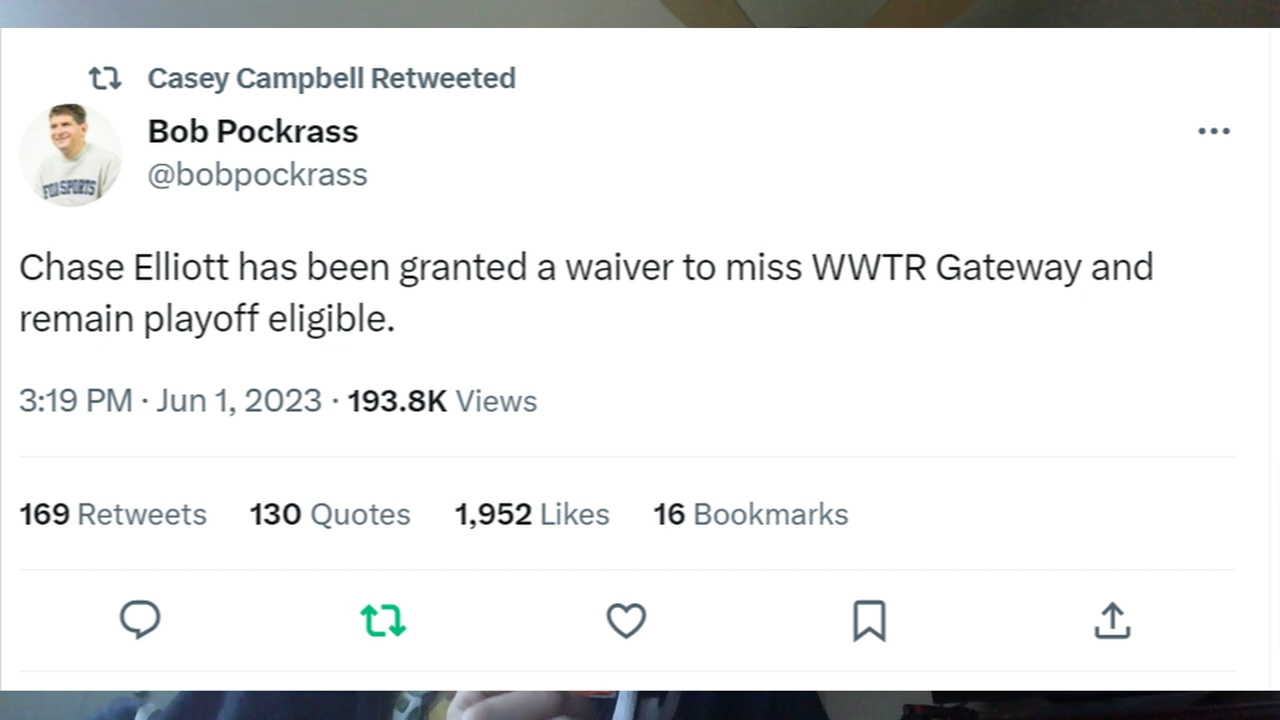 Casey Campbell Retweeted
Bob Pockrass
@bobpockrass
FOX SPORTS
Chase Elliott has been granted a waiver to miss WWTR Gateway and
remain playoff eligible.
3:19 PM · Jun 1, 2023 · 193.8K Views
169 Retweets 130 Quotes 1,952 Likes 16 Bookmarks